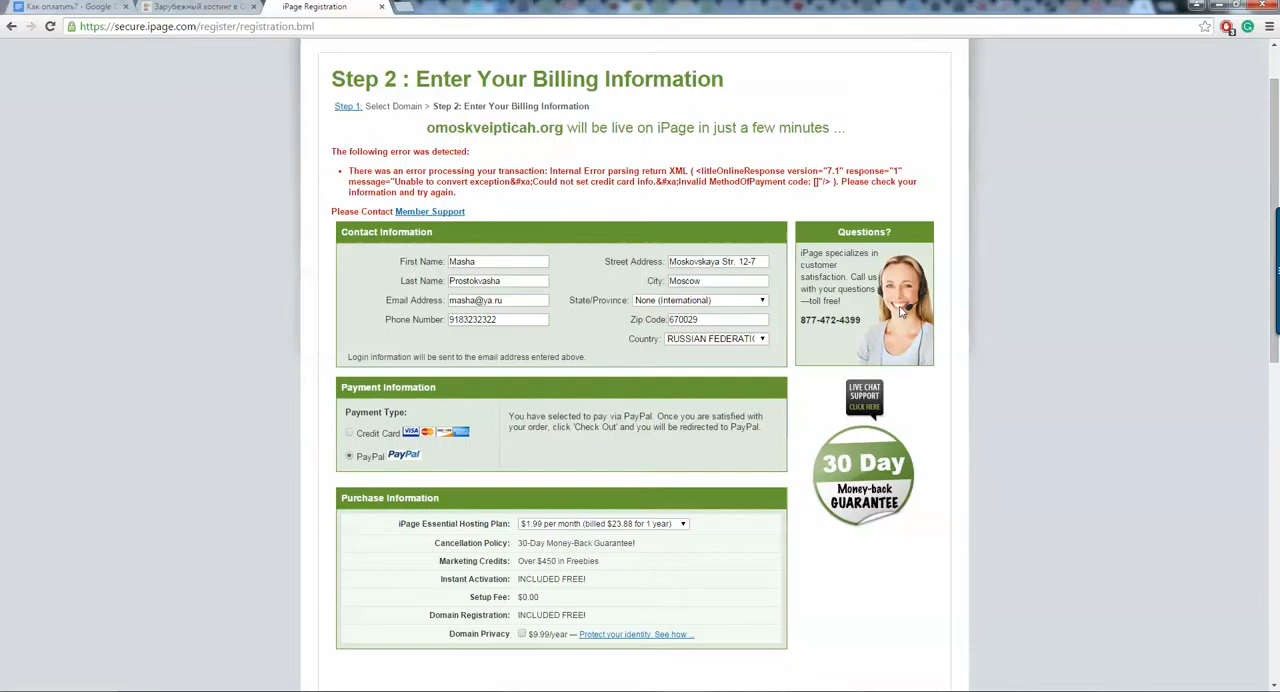 Как оплатить? - Google
Зарубежный хостинг в С
iPage Registration
https://secure.ipage.com/register/registration.bml
Step 2 : Enter Your Billing Information
Step 1: Select Domain > Step 2: Enter Your Billing Information
omoskveipticah.org will be live on iPage in just a few minutes ...
The following error was detected:
• There was an error processing your transaction: Internal Error parsing return XML ( <litleOnlineResponse version="7.1" response="1"
message="Unable to convert exception&#xa;Could not set credit card info.&#xa;Invalid MethodOfPayment code: []"/> ). Please check your
information and try again.
Please Contact Member Support
Contact Information
First Name: Masha
Last Name: Prostokvasha
Email Address: masha@ya.ru
Phone Number: 9183232322
Street Address: Moskovskaya Str. 12-7
City: Moscow
State/Province: None (International)
Zip Code: 670029
Country: RUSSIAN FEDERATIC
Login information will be sent to the email address entered above.
Questions?
iPage specializes in
customer
satisfaction. Call us
with your questions
—toll free!
877-472-4399
Payment Information
Payment Type:
Credit Card VISA
PayPal PayPal
You have selected to pay via PayPal. Once you are satisfied with
your order, click 'Check Out' and you will be redirected to PayPal.
LIVE CHAT
SUPPORT
CLICK HERE
30 Day
Money-back
GUARANTEE
Purchase Information
iPage Essential Hosting Plan: $1.99 per month (billed $23.88 for 1 year)
Cancellation Policy: 30-Day Money-Back Guarantee!
Marketing Credits: Over $450 in Freebies
Instant Activation: INCLUDED FREE!
Setup Fee: $0.00
Domain Registration: INCLUDED FREE!
Domain Privacy $9.99/year — Protect your identity. See how ...